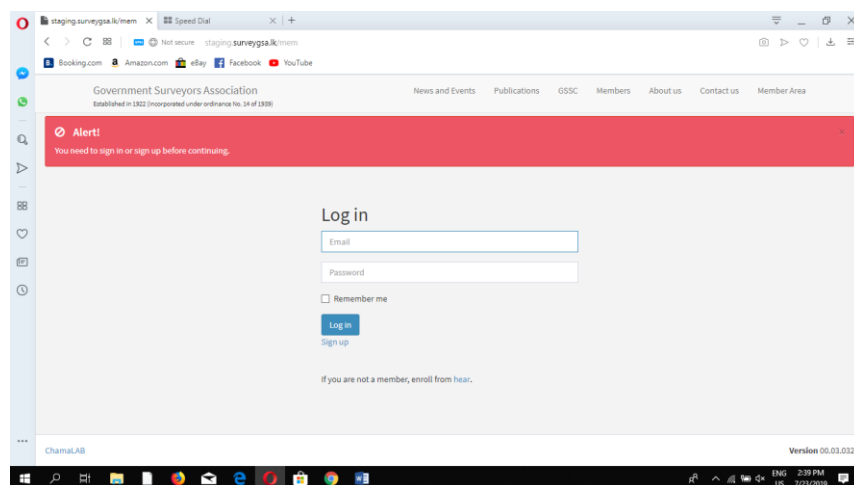 staging.surveygsa.lk/mem
Speed Dial
VPN
Not secure staging.surveygsa.lk/mem
B. Booking.com a Amazon.com eBay Facebook YouTube
Government Surveyors Association
Established in 1922 (Incorporated under ordinance No. 14 of 1939)
News and Events Publications GSSC Members About us Contact us Member Area
Alert!
You need to sign in or sign up before continuing.
Log in
Email
Password
Remember me
Log in
Sign up
If you are not a member, enroll from hear.
ChamaLAB
Version 00.03.032
ENG 2:39 PM
US 7/23/2019